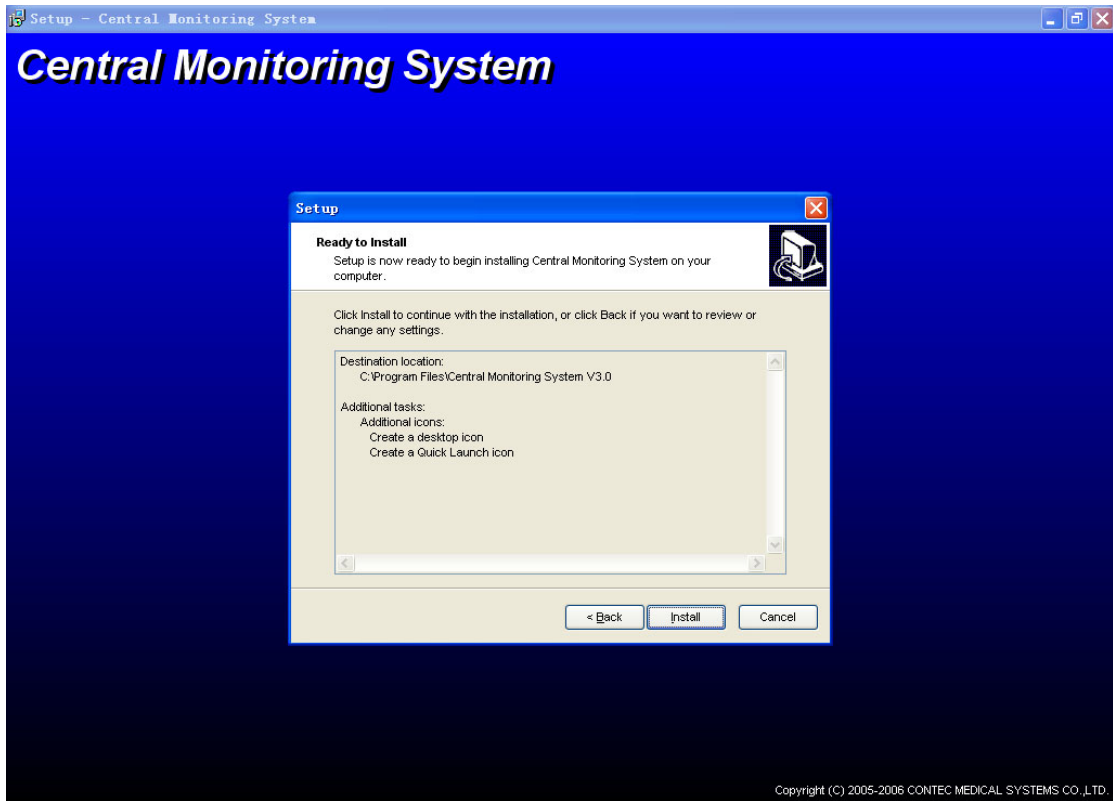 Setup - Central Monitoring System
Central Monitoring System
Setup
Ready to Install
Setup is now ready to begin installing Central Monitoring System on your
computer.
Click Install to continue with the installation, or click Back if you want to review or
change any settings.
Destination location:
C:\Program Files\Central Monitoring System V3.0
Additional tasks:
Additional icons:
Create a desktop icon
Create a Quick Launch icon
< Back
Install
Cancel
Copyright (C) 2005-2006 CONTEC MEDICAL SYSTEMS CO.,LTD.